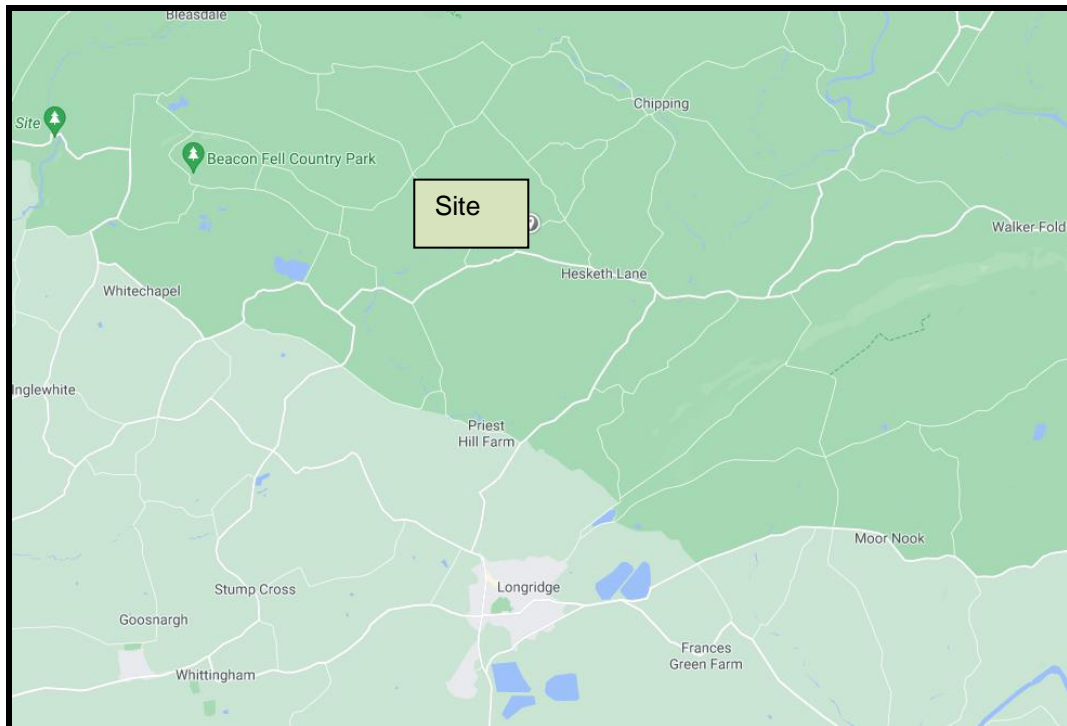 Bleasdale
Chipping
Site
Beacon Fell Country Park
Site
Walker Fold
Hesketh Lane
Whitechapel
Inglewhite
Priest
Hill Farm
Moor Nook
Longridge
Stump Cross
Goosnargh
Frances
Green Farm
Whittingham